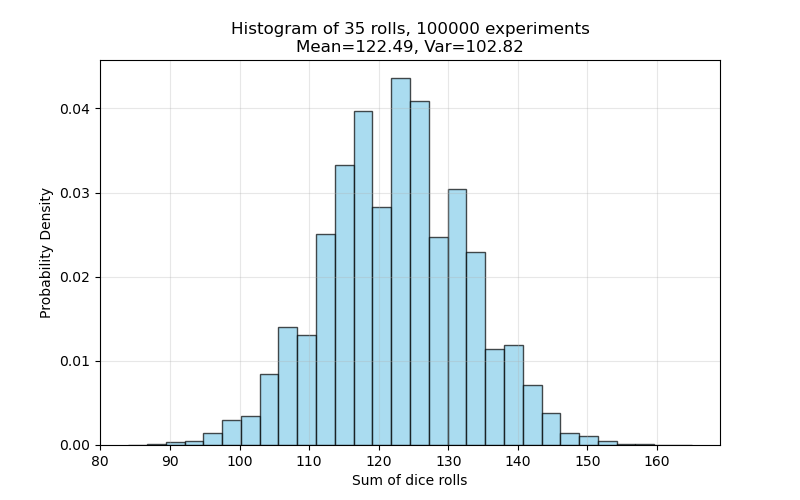 Histogram of 35 rolls, 100000 experiments
Mean=122.49, Var=102.82
Probability Density
0.04
0.03
0.02
0.01
0.00
80 90 100 110 120 130 140 150 160
Sum of dice rolls